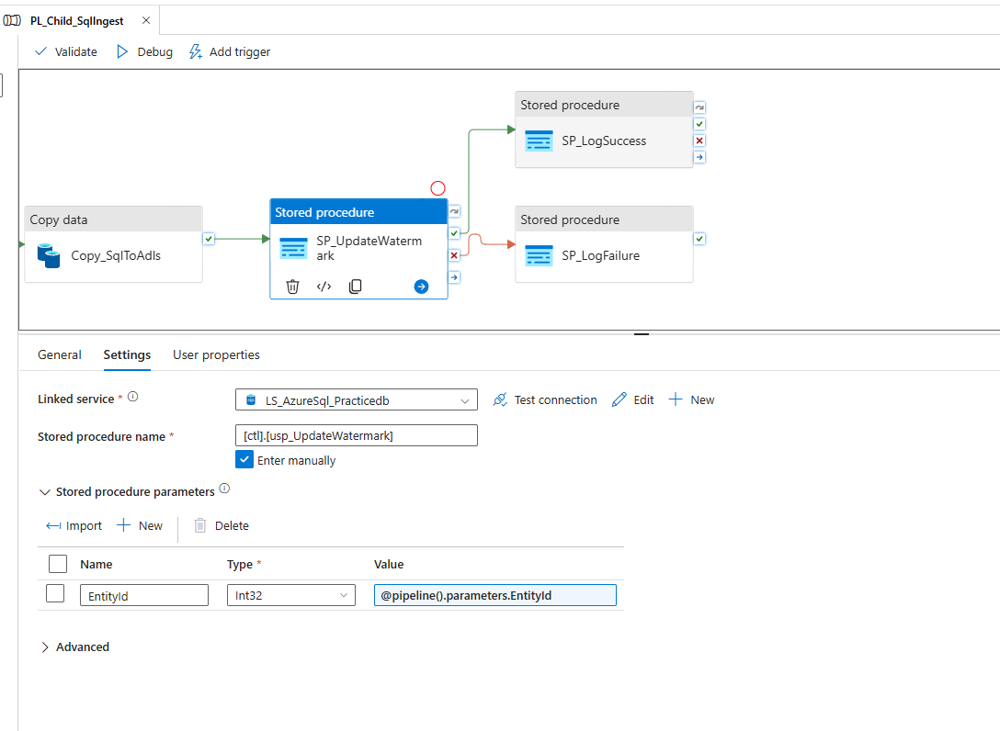 PL_Child_SqlIngest
Validate Debug Add trigger
Stored procedure
SP_LogSuccess
Copy data
Copy_SqlToAdls
Stored procedure
SP_UpdateWaterm
ark
Stored procedure
SP_LogFailure
General Settings User properties
Linked service * LS_AzureSql_Practicedb Test connection Edit New
Stored procedure name * [ctl].[usp_UpdateWatermark]
Enter manually
Stored procedure parameters
Import New Delete
Name Type * Value
EntityId Int32 @pipeline().parameters.EntityId
Advanced